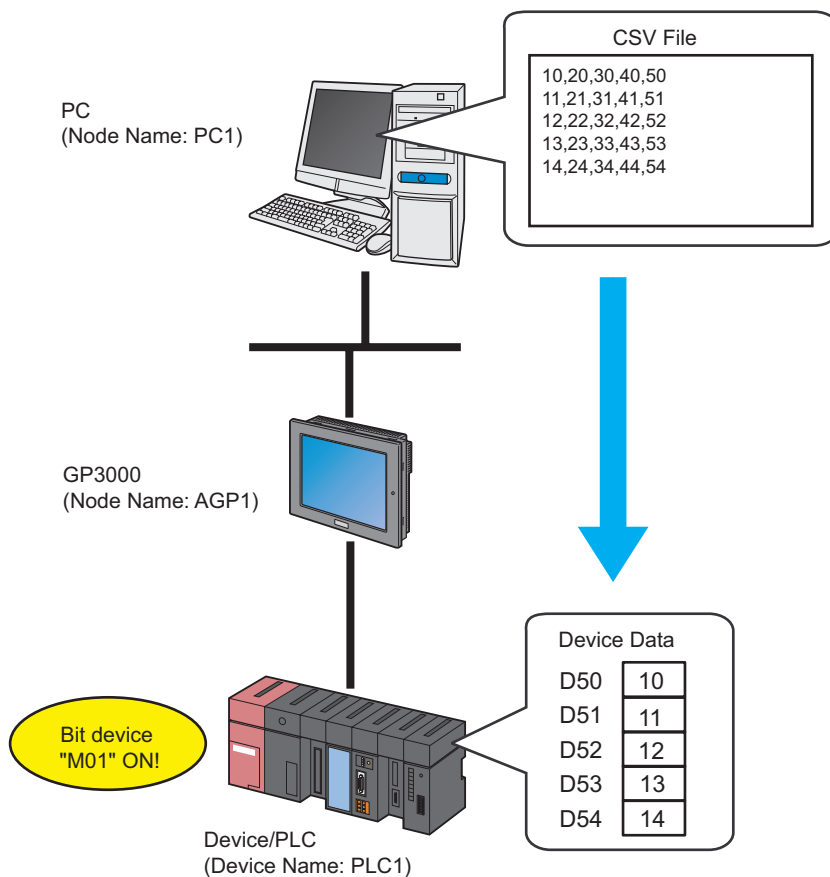 CSV File
10,20,30,40,50
11,21,31,41,51
12,22,32,42,52
13,23,33,43,53
14,24,34,44,54
PC
(Node Name: PC1)
GP3000
(Node Name: AGP1)
Bit device
"M01" ON!
Device/PLC
(Device Name: PLC1)
Device Data
D50 10
D51 11
D52 12
D53 13
D54 14